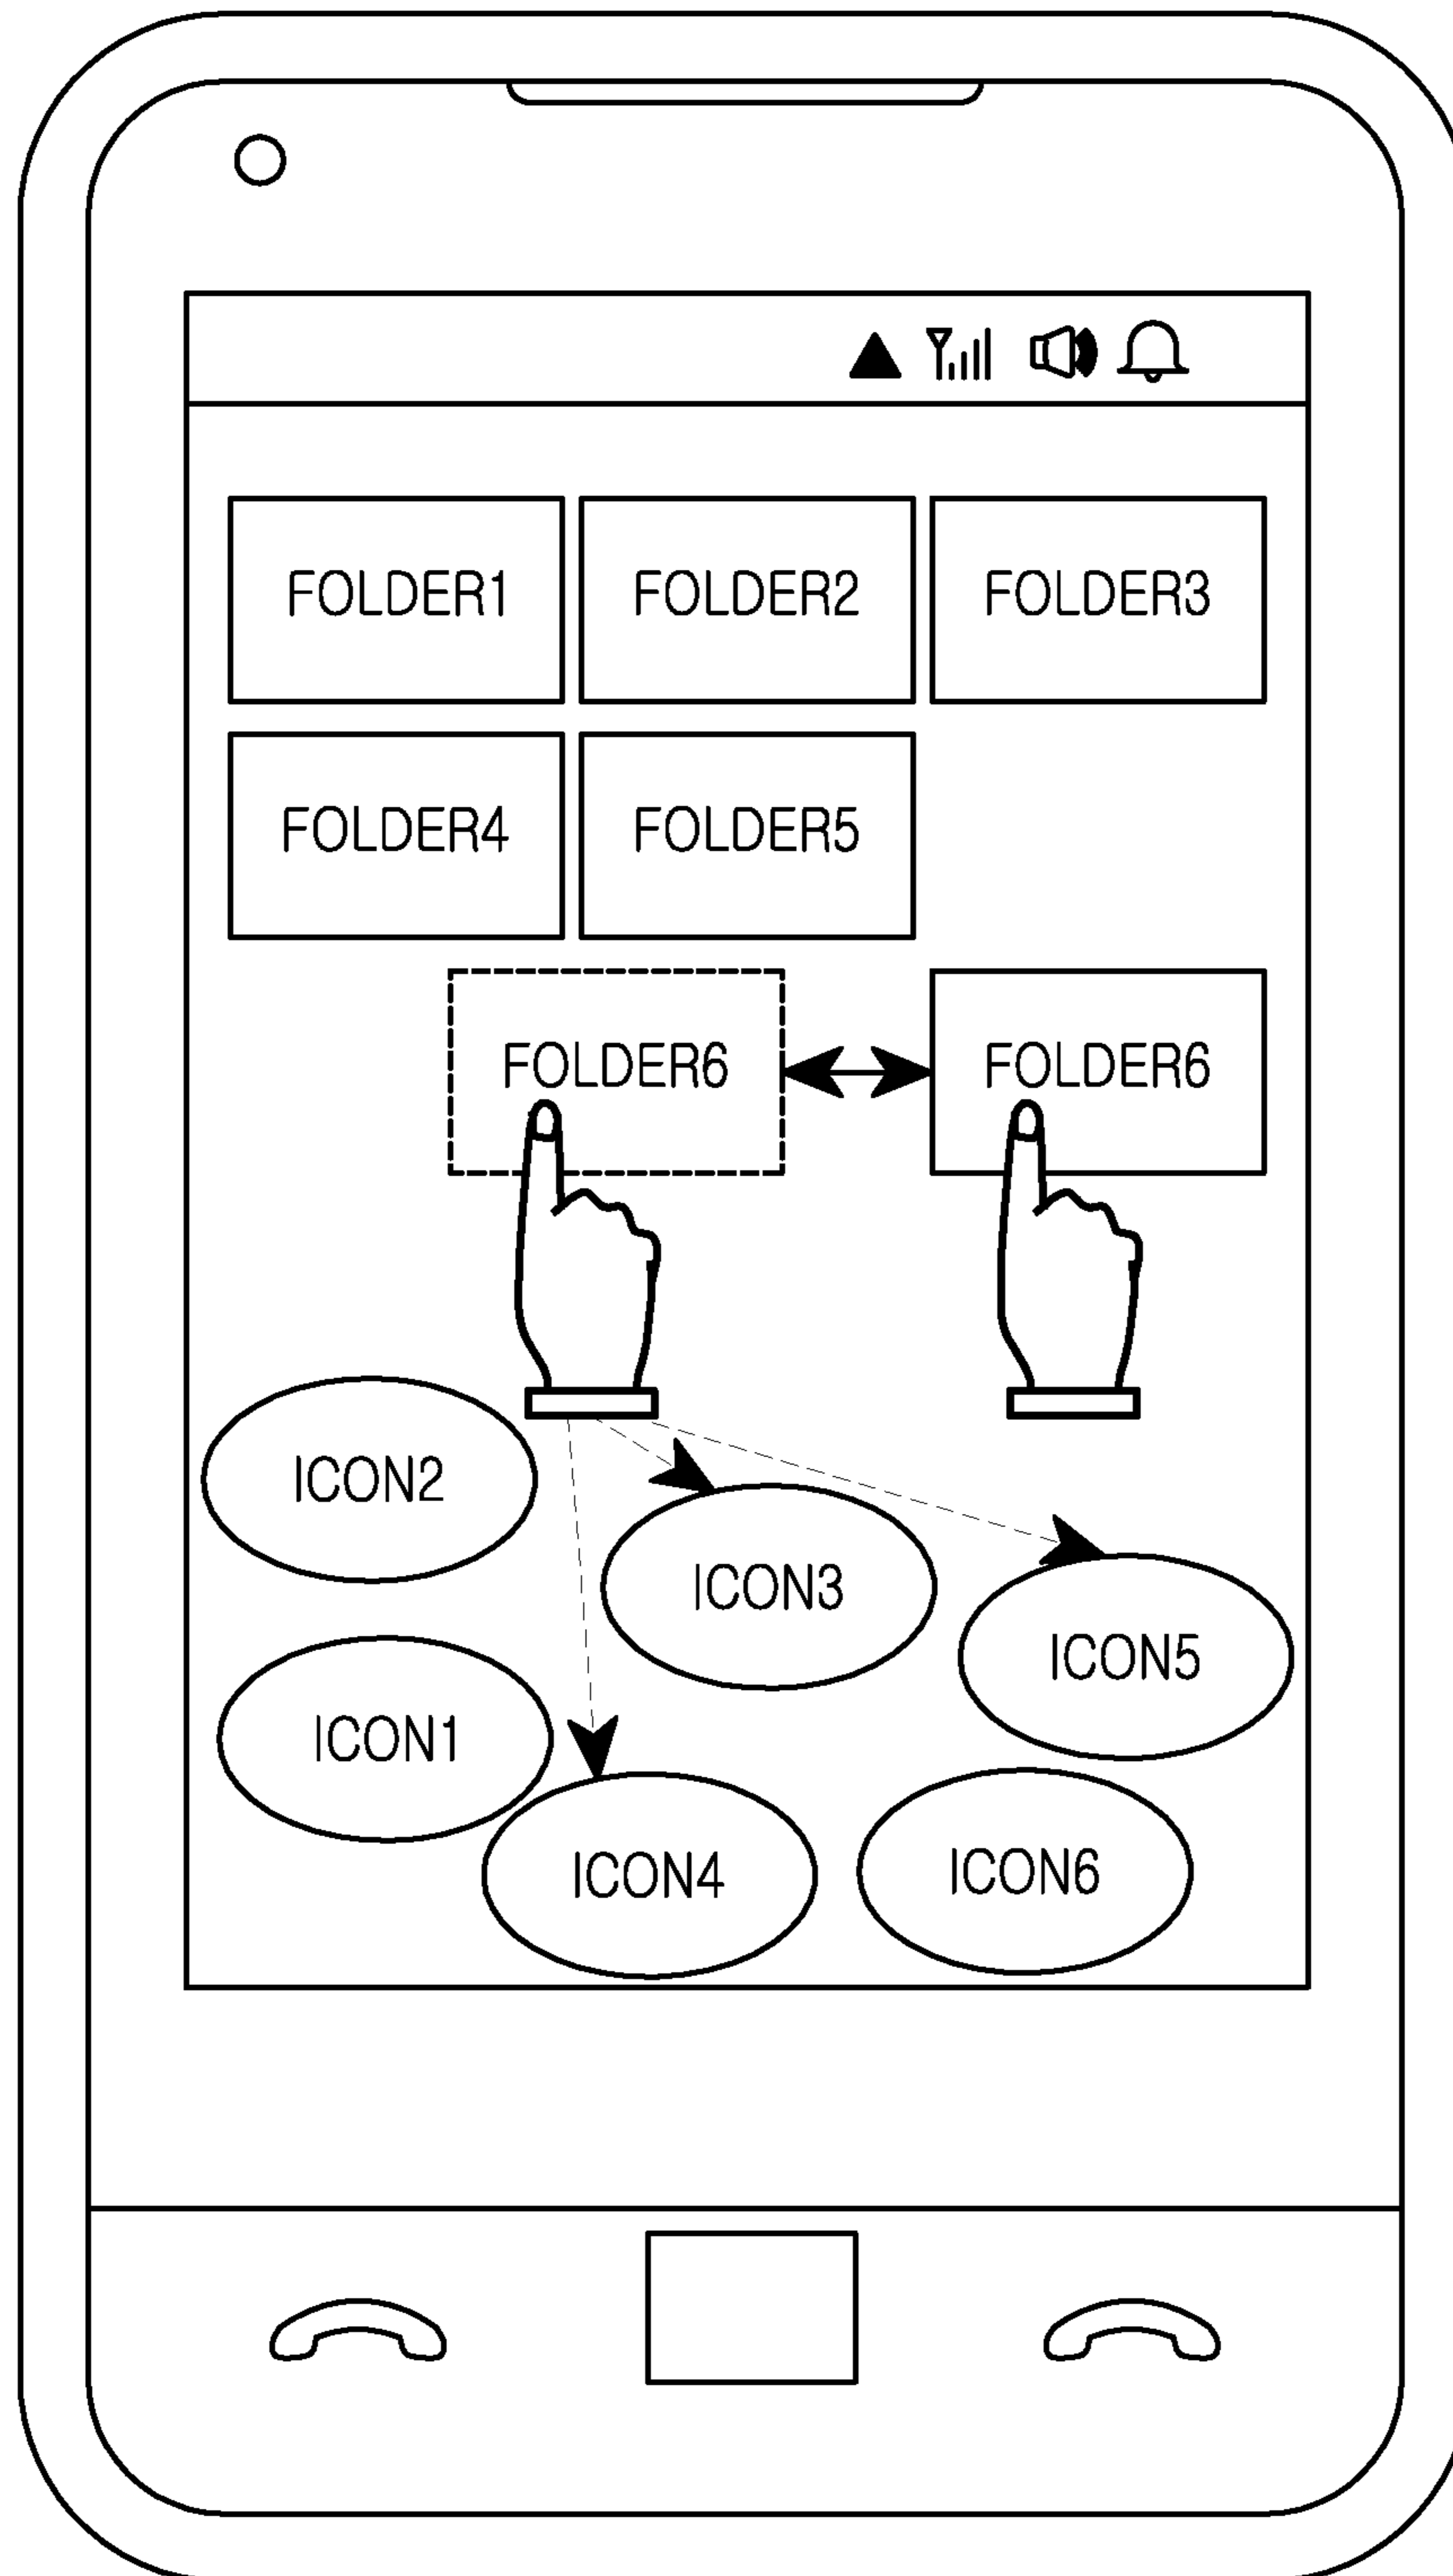 FOLDER1 FOLDER2 FOLDER3
FOLDER4 FOLDER5
FOLDER6 FOLDER6
ICON2
ICON3
ICON5
ICON1
ICON4
ICON6